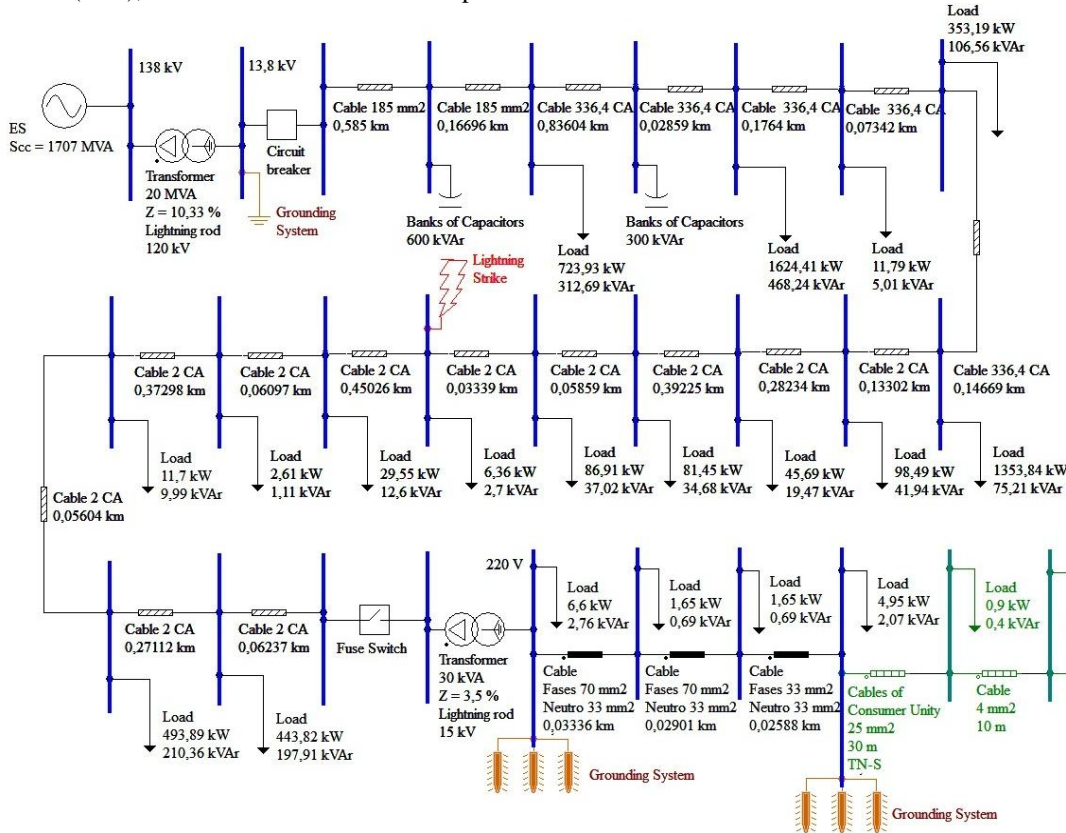 138 kV
13,8 kV
ES
Scc = 1707 MVA
Transformer
20 MVA
Z = 10,33 %
Lightning rod
120 kV
Grounding
System
Circuit
breaker
Cable 185 mm2
0,585 km
Cable 185 mm2
0,16696 km
Cable 336,4 CA
0,83604 km
Cable 336,4 CA
0,02859 km
Cable 336,4 CA
0,1764 km
Cable 336,4 CA
0,07342 km
Load
353,19 kW
106,56 kVAr
Banks of Capacitors
600 kVAr
Load
723,93 kW
312,69 kVAr
Banks of Capacitors
300 kVAr
Load
1624,41 kW
468,24 kVAr
Load
11,79 kW
5,01 kVAr
Lightning
Strike
Cable 2 CA
0,37298 km
Cable 2 CA
0,06097 km
Cable 2 CA
0,45026 km
Cable 2 CA
0,03339 km
Cable 2 CA
0,05859 km
Cable 2 CA
0,39225 km
Cable 2 CA
0,28234 km
Cable 2 CA
0,13302 km
Cable 336,4 CA
0,14669 km
Load
11,7 kW
9,99 kVAr
Load
2,61 kW
1,11 kVAr
Load
29,55 kW
12,6 kVAr
Load
6,36 kW
2,7 kVAr
Load
86,91 kW
37,02 kVAr
Load
81,45 kW
34,68 kVAr
Load
45,69 kW
19,47 kVAr
Load
98,49 kW
41,94 kVAr
Load
1353,84 kW
75,21 kVAr
Cable 2 CA
0,05604 km
Cable 2 CA
0,27112 km
Cable 2 CA
0,06237 km
Fuse Switch
Load
493,89 kW
210,36 kVAr
Load
443,82 kW
197,91 kVAr
Transformer
30 kVA
Z = 3,5 %
Lightning rod
15 kV
220 V
Load
6,6 kW
2,76 kVAr
Load
1,65 kW
0,69 kVAr
Load
1,65 kW
0,69 kVAr
Load
4,95 kW
2,07 kVAr
Load
0,9 kW
0,4 kVAr
Cable
Fases 70 mm2
Neutro 33 mm2
0,03336 km
Cable
Fases 70 mm2
Neutro 33 mm2
0,02901 km
Cable
Fases 33 mm2
Neutro 33 mm2
0,02588 km
Cables of
Consumer Unity
25 mm2
30 m
TN-S
Cable
4 mm2
10 m
Grounding System
Grounding System